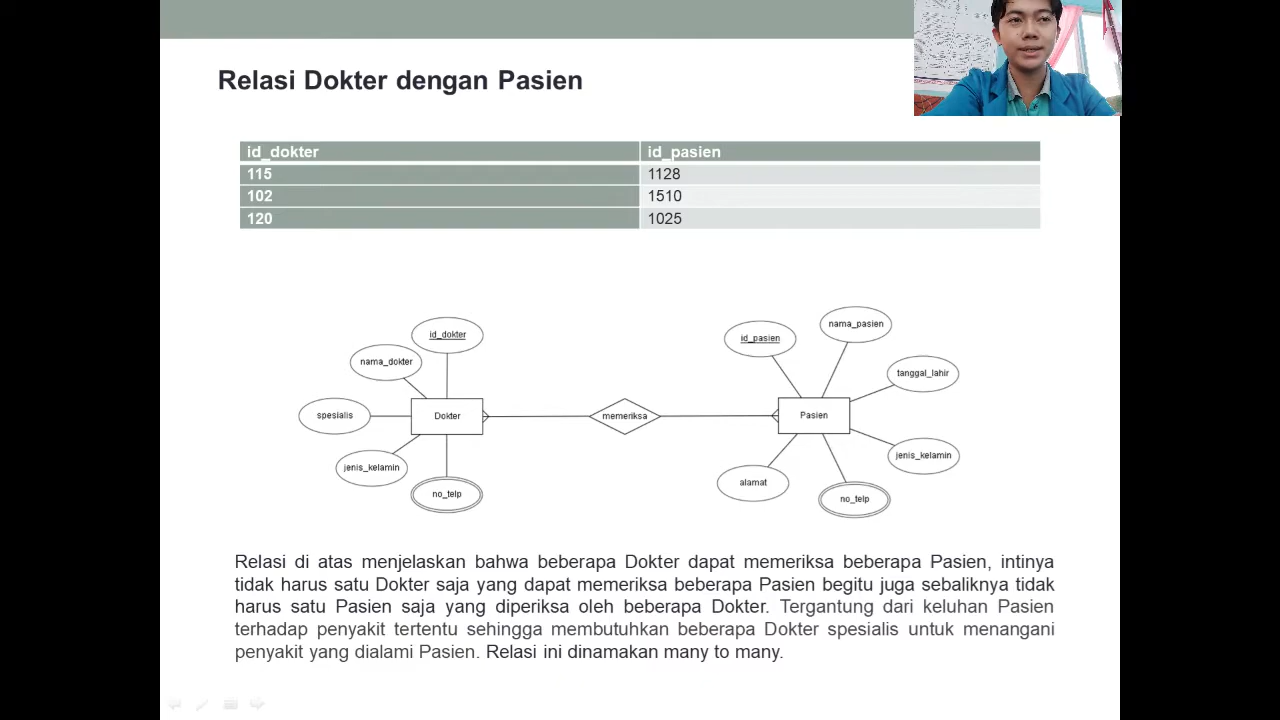 Relasi Dokter dengan Pasien
id_dokter id_pasien
115 1128
102 1510
120 1025
id_dokter
nama_dokter
spesialis
jenis_kelamin
no_telp
Dokter
memeriksa
Pasien
id_pasien
nama_pasien
tanggal_lahir
jenis_kelamin
no_telp
alamat
Relasi di atas menjelaskan bahwa beberapa Dokter dapat memeriksa beberapa Pasien, intinya
tidak harus satu Dokter saja yang dapat memeriksa beberapa Pasien begitu juga sebaliknya tidak
harus satu Pasien saja yang diperiksa oleh beberapa Dokter. Tergantung dari keluhan Pasien
terhadap penyakit tertentu sehingga membutuhkan beberapa Dokter spesialis untuk menangani
penyakit yang dialami Pasien. Relasi ini dinamakan many to many.